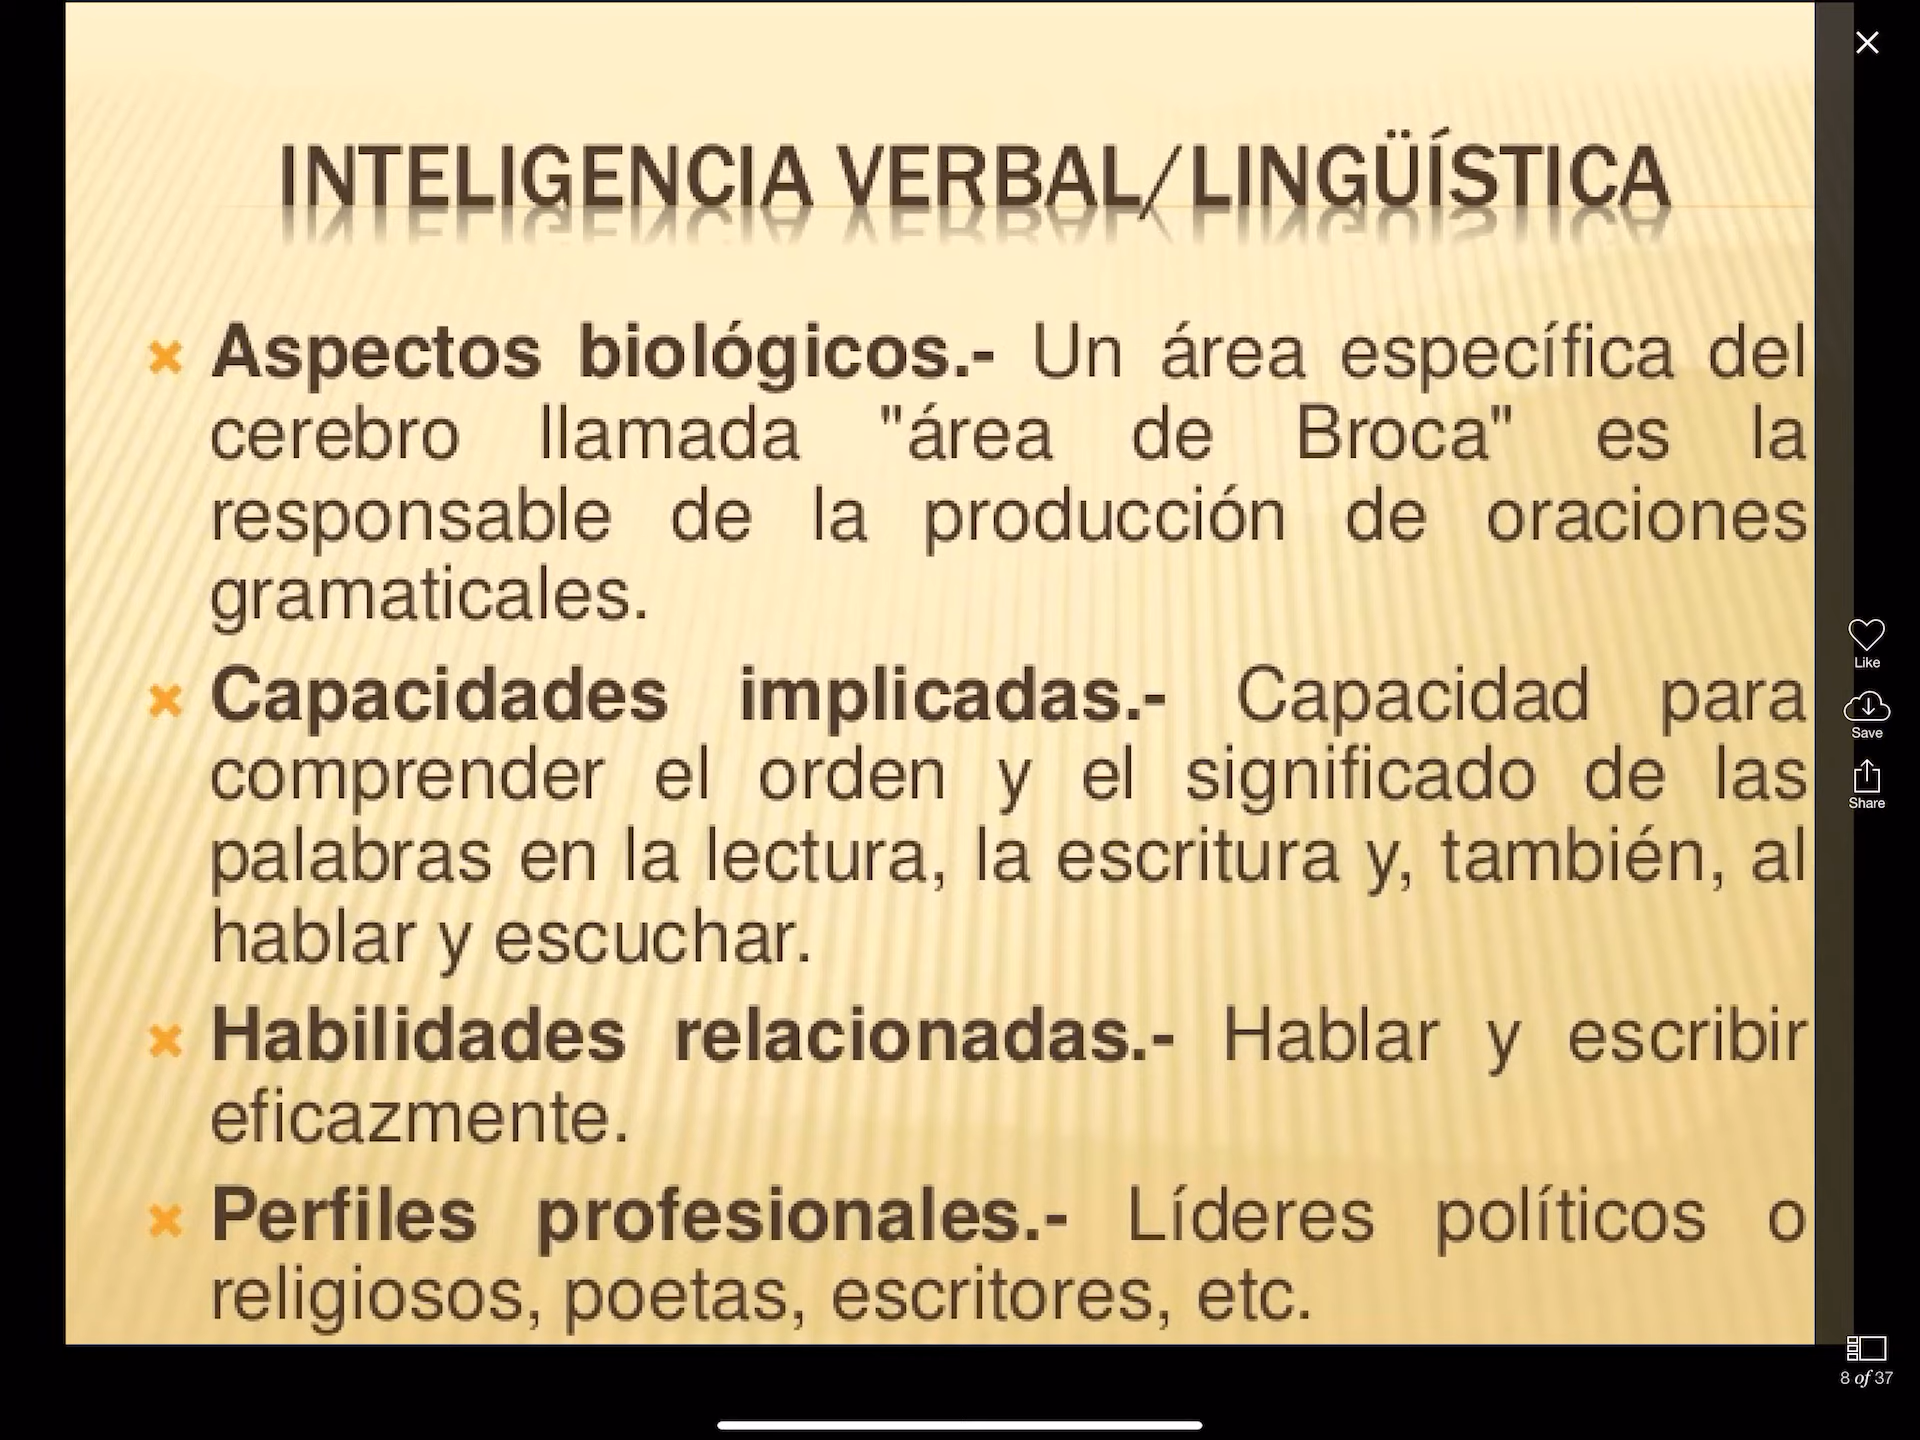 INTELIGENCIA VERBAL/LINGÜÍSTICA
Aspectos biológicos.- Un área específica del
cerebro llamada "área de Broca" es la
responsable de la producción de oraciones
gramaticales.
Capacidades implicadas.- Capacidad para
comprender el orden y el significado de las
palabras en la lectura, la escritura y, también, al
hablar y escuchar.
Habilidades relacionadas.- Hablar y escribir
eficazmente.
Perfiles profesionales.- Líderes políticos o
religiosos, poetas, escritores, etc.
Like
Save
Share
8 of 37